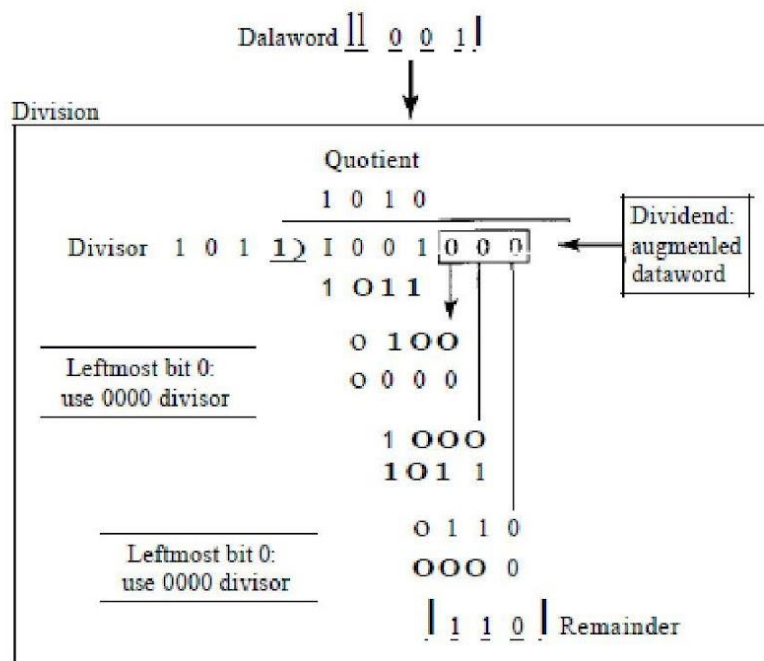 Dalaword 1 0 0 1
Division
Quotient
1 0 1 0
Divisor 1 0 1 1) I 0 0 1 0 0 0
Dividend:
augmenled
dataword
1 0 1 1
0 1 0 0
Leftmost bit 0:
use 0000 divisor
0 0 0 0
1 0 0 0
1 0 1 1
0 1 1 0
Leftmost bit 0:
use 0000 divisor
0 0 0 0
1 1 0 Remainder